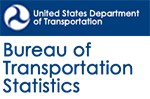 United States Department
of Transportation
Bureau of
Transportation
Statistics